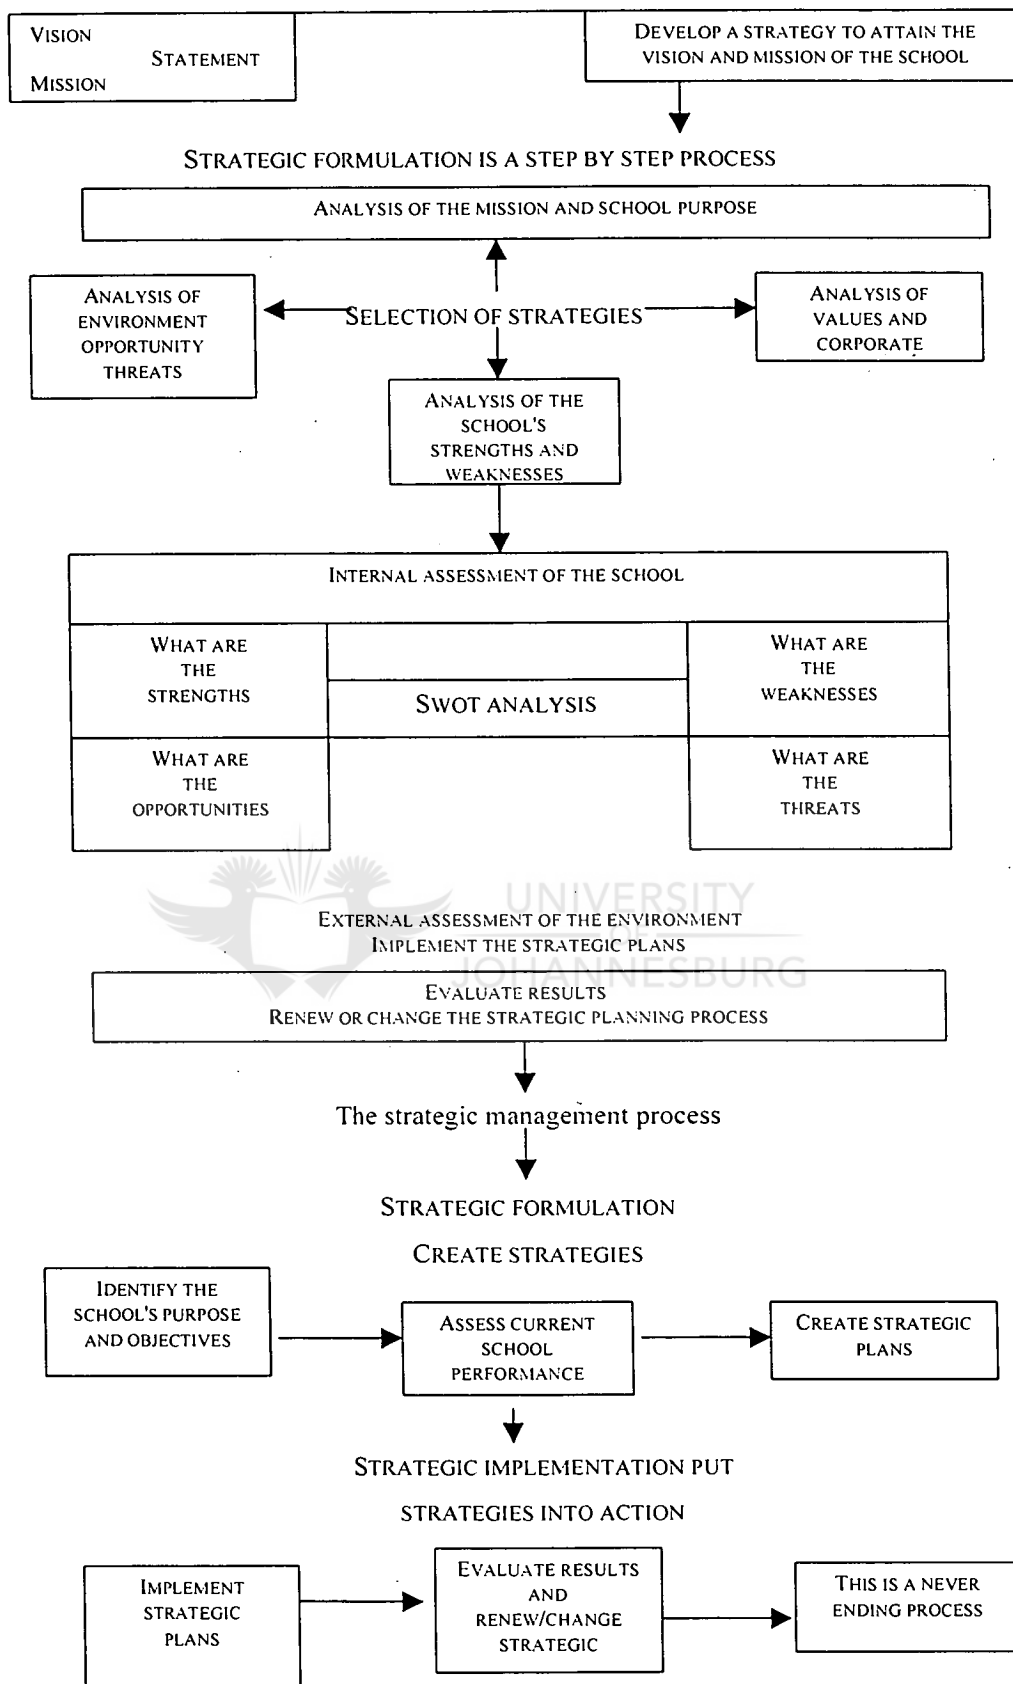 VISION
STATEMENT
MISSION
DEVELOP A STRATEGY TO ATTAIN THE
VISION AND MISSION OF THE SCHOOL
STRATEGIC FORMULATION IS A STEP BY STEP PROCESS
ANALYSIS OF THE MISSION AND SCHOOL PURPOSE
ANALYSIS OF
ENVIRONMENT
OPPORTUNITY
THREATS
SELECTION OF STRATEGIES
ANALYSIS OF
VALUES AND
CORPORATE
ANALYSIS OF THE
SCHOOL'S
STRENGTHS AND
WEAKNESSES
INTERNAL ASSESSMENT OF THE SCHOOL
WHAT ARE
THE
STRENGTHS
SWOT ANALYSIS
WHAT ARE
THE
WEAKNESSES
WHAT ARE
THE
OPPORTUNITIES
WHAT ARE
THE
THREATS
UNIVERSITY
OF
JOHANNESBURG
EXTERNAL ASSESSMENT OF THE ENVIRONMENT
IMPLEMENT THE STRATEGIC PLANS
EVALUATE RESULTS
RENEW OR CHANGE THE STRATEGIC PLANNING PROCESS
The strategic management process
STRATEGIC FORMULATION
CREATE STRATEGIES
IDENTIFY THE
SCHOOL'S PURPOSE
AND OBJECTIVES
ASSESS CURRENT
SCHOOL
PERFORMANCE
CREATE STRATEGIC
PLANS
STRATEGIC IMPLEMENTATION PUT
STRATEGIES INTO ACTION
IMPLEMENT
STRATEGIC
PLANS
EVALUATE RESULTS
AND
RENEW/CHANGE
STRATEGIC
THIS IS A NEVER
ENDING PROCESS